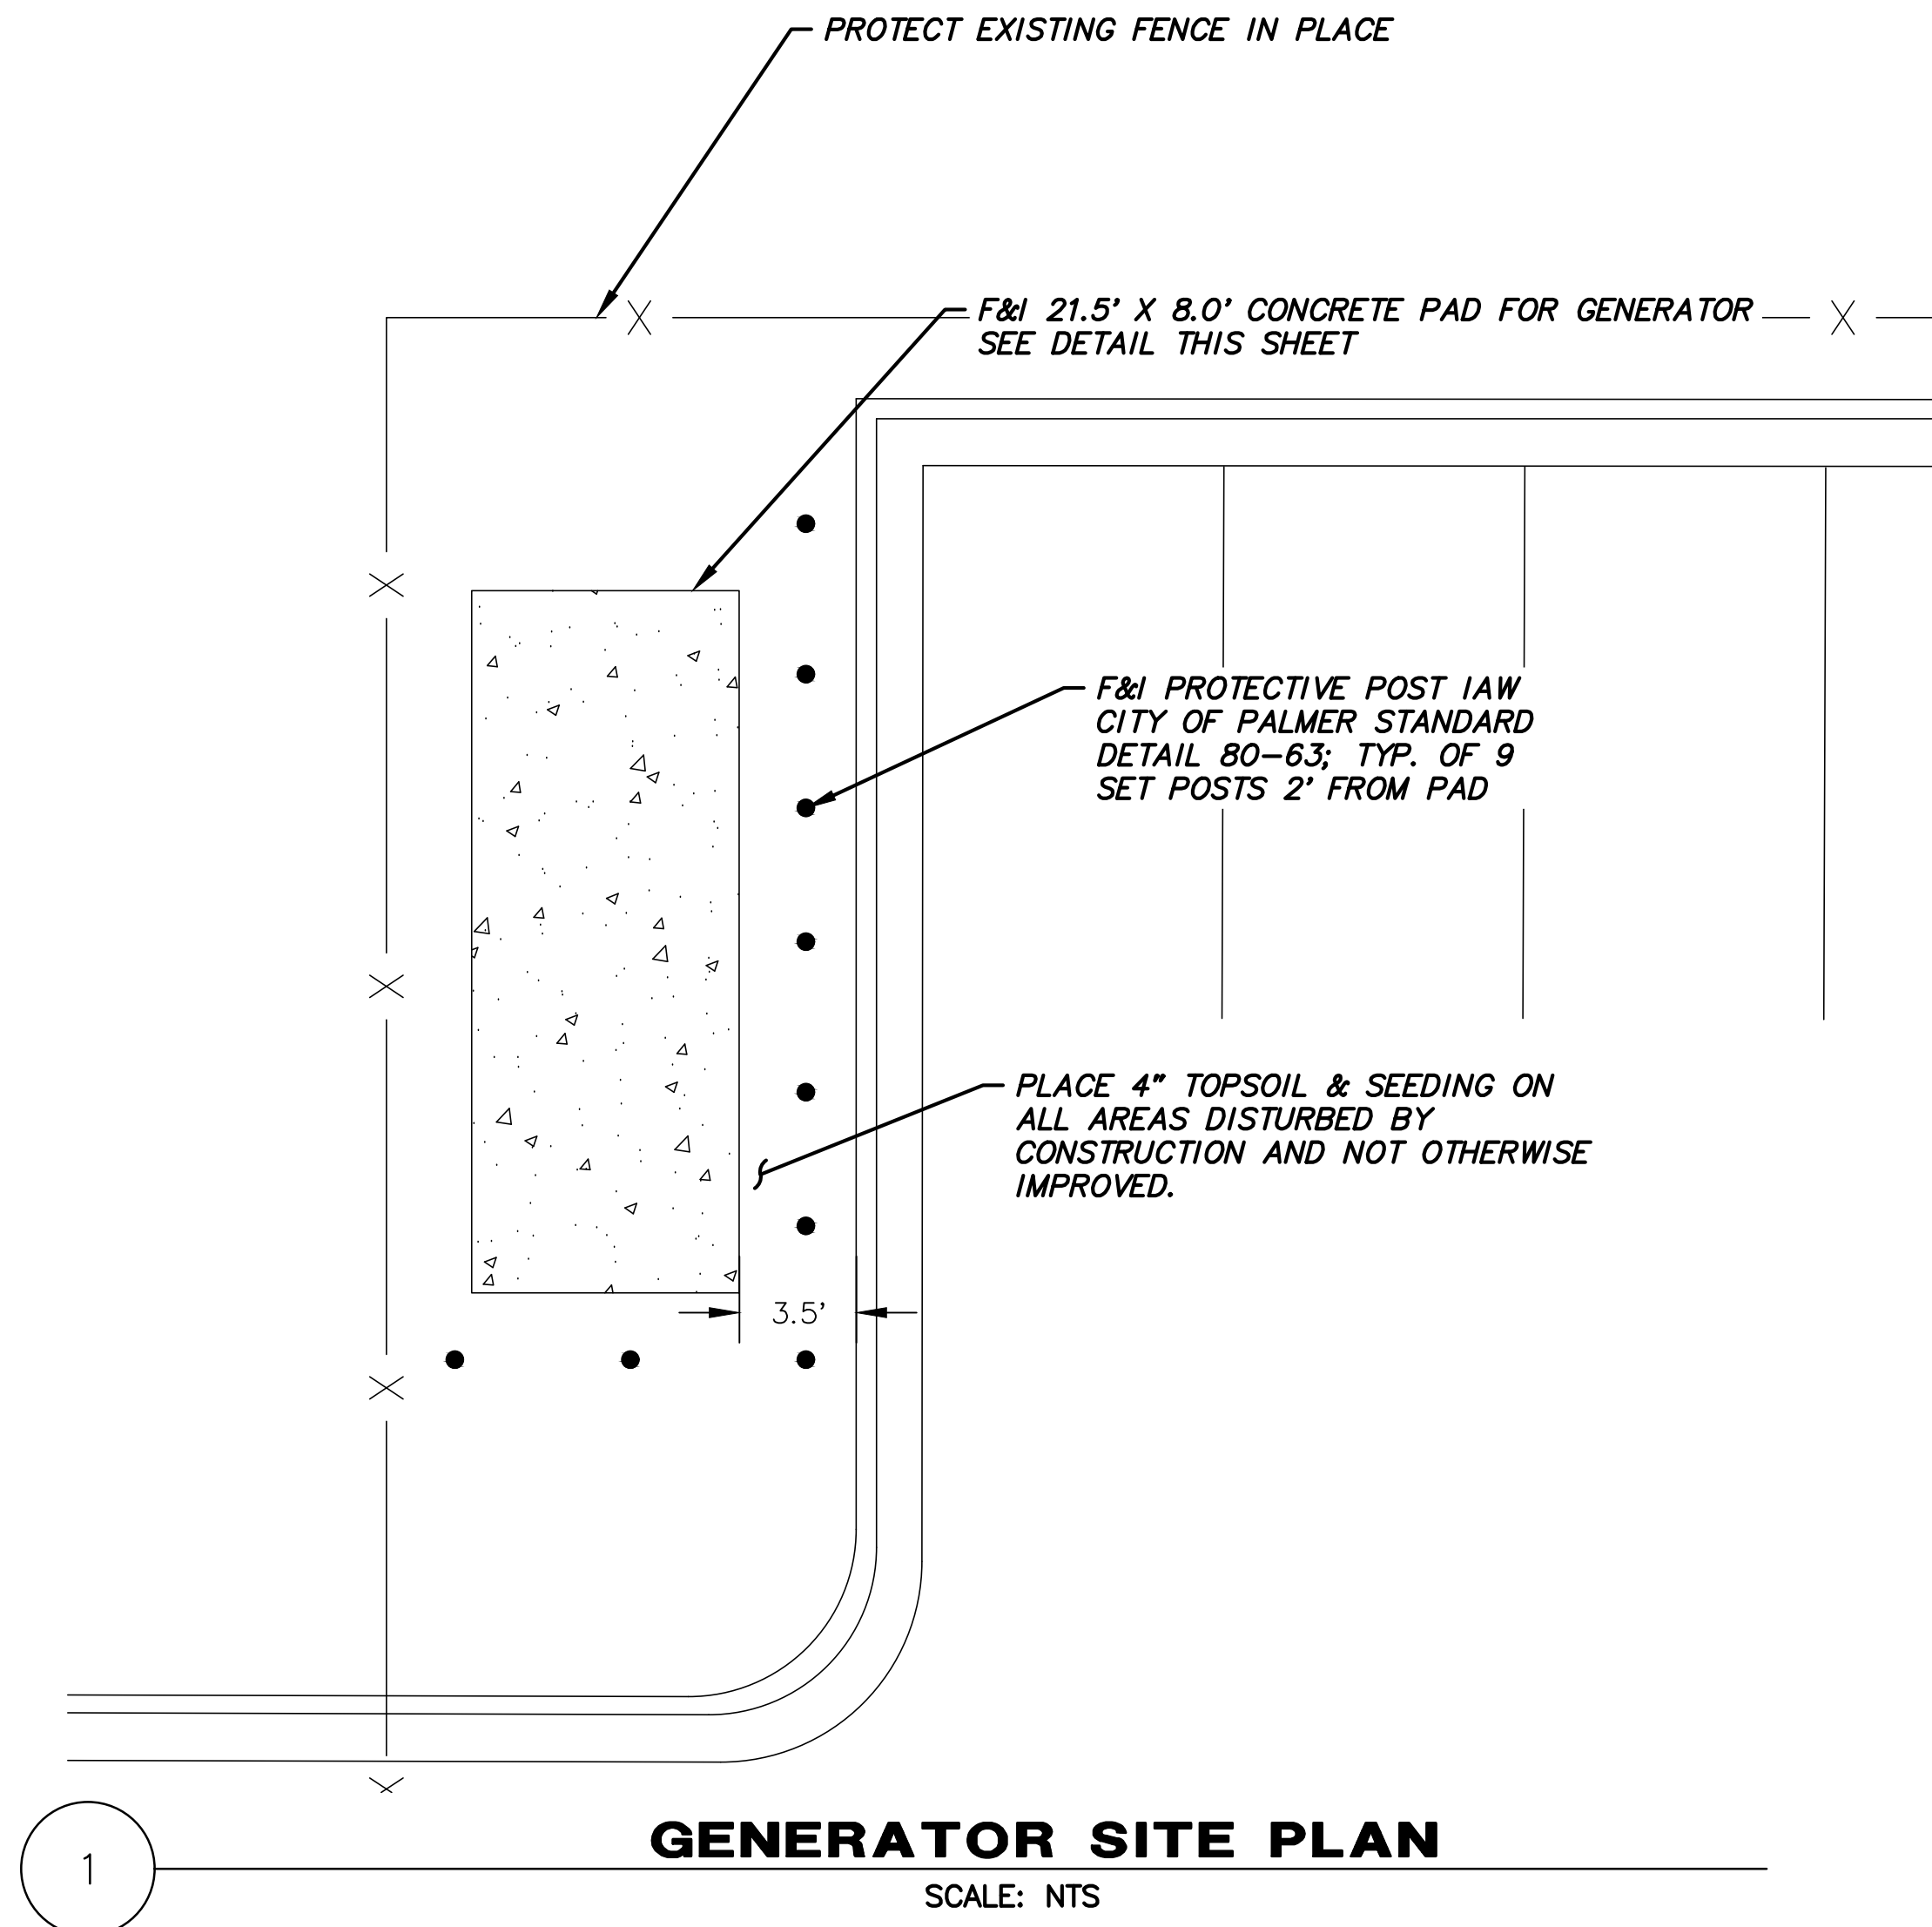 PROTECT EXISTING FENCE IN PLACE
F&I 21.5' X 8.0' CONCRETE PAD FOR GENERATOR
SEE DETAIL THIS SHEET
F&I PROTECTIVE POST IAW
CITY OF PALMER STANDARD
DETAIL 80-63; TYP. OF 9
SET POSTS 2' FROM PAD
PLACE 4" TOPSOIL & SEEDING ON
ALL AREAS DISTURBED BY
CONSTRUCTION AND NOT OTHERWISE
IMPROVED.
3.5'
1
GENERATOR SITE PLAN
SCALE: NTS